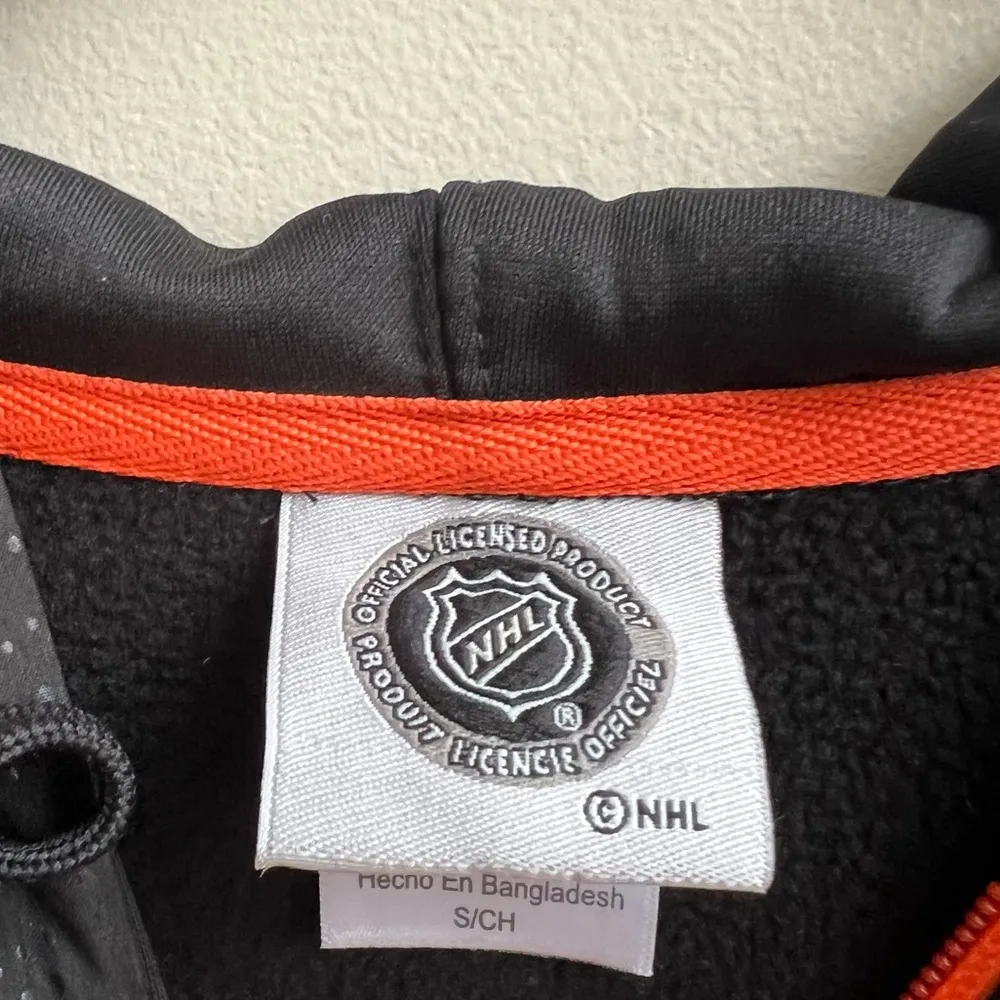 OFFICIAL LICENSED PRODUCT
NHL
®
PRODUIT LICENCIE OFFICIEL
© NHL
Hecho En Bangladesh
S/CH